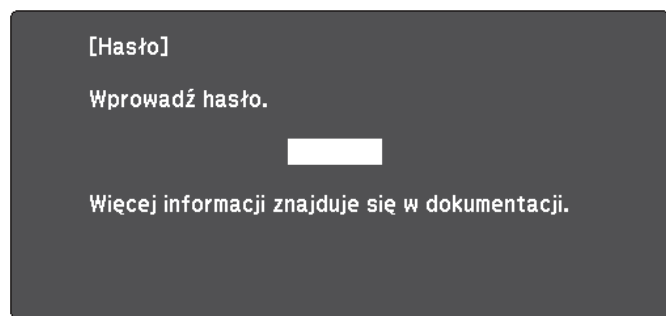 [Hasło]
Wprowadź hasło.
Więcej informacji znajduje się w dokumentacji.